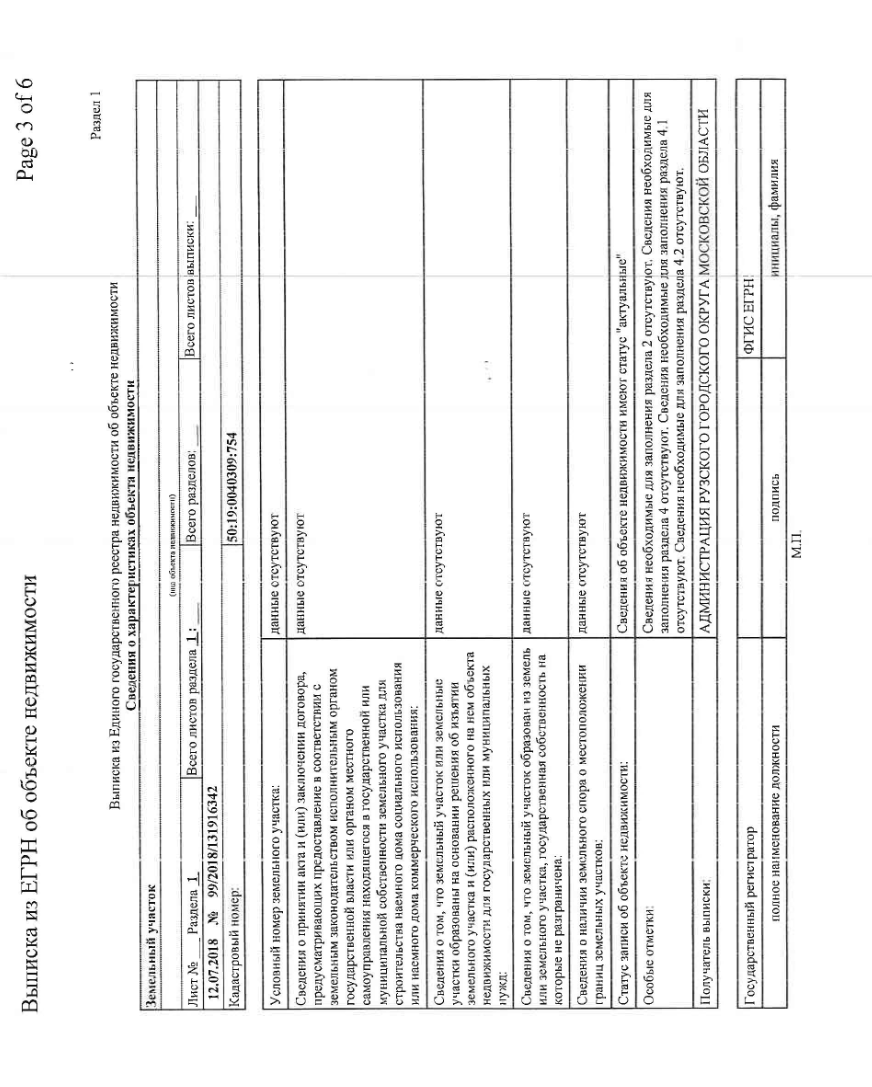 Выписка из ЕГРН об объекте недвижимости Page 3 of 6
Раздел 1
Выписка из Единого государственного реестра недвижимости об объекте недвижимости
Сведения о характеристиках объекта недвижимости
Земельный участок
(вид объекта недвижимости)
Лист № ___ Раздела 1 Всего листов раздела 1: ___ Всего разделов: ___ Всего листов выписки: ___
12.07.2018 № 99/2018/131916342
Кадастровый номер: 50:19:0040309:754
Условный номер земельного участка: данные отсутствуют
Сведения о принятии акта и (или) заключении договора, данные отсутствуют
предусматривающих предоставление в соответствии с
земельным законодательством исполнительным органом
государственной власти или органом местного
самоуправления находящегося в государственной или
муниципальной собственности земельного участка для
строительства наемного дома социального использования
или наемного дома коммерческого использования:
Сведения о том, что земельный участок или земельные данные отсутствуют
участки образованы на основании решения об изъятии
земельного участка и (или) расположенного на нем объекта
недвижимости для государственных или муниципальных
нужд:
Сведения о том, что земельный участок образован из земель данные отсутствуют
или земельного участка, государственная собственность на
которые не разграничена:
Сведения о наличии земельного спора о местоположении данные отсутствуют
границ земельных участков:
Статус записи об объекте недвижимости: Сведения об объекте недвижимости имеют статус "актуальные"
Особые отметки: Сведения необходимые для заполнения раздела 2 отсутствуют. Сведения необходимые для
заполнения раздела 4 отсутствуют. Сведения необходимые для заполнения раздела 4.1
отсутствуют. Сведения необходимые для заполнения раздела 4.2 отсутствуют.
Получатель выписки: АДМИНИСТРАЦИЯ РУЗСКОГО ГОРОДСКОГО ОКРУГА МОСКОВСКОЙ ОБЛАСТИ
Государственный регистратор ФГИС ЕГРН
полное наименование должности подпись инициалы, фамилия
М.П.